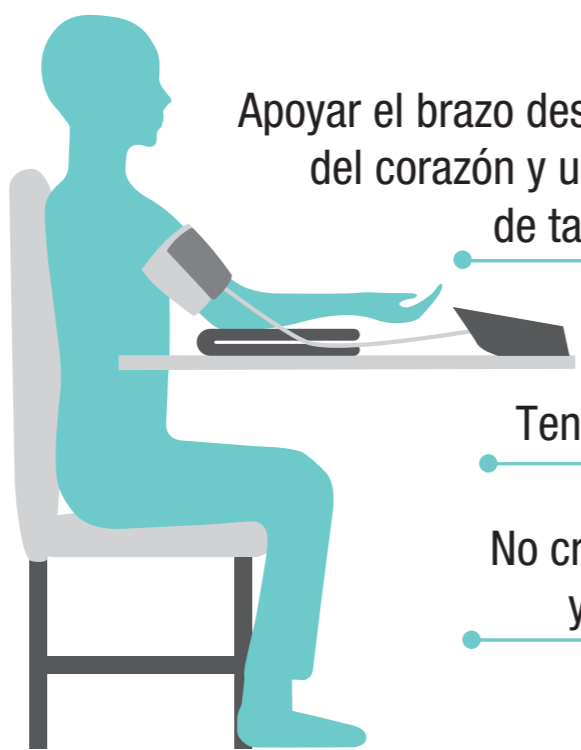 Apoyar el brazo des
del corazón y u
de ta
Ten
No cr
y